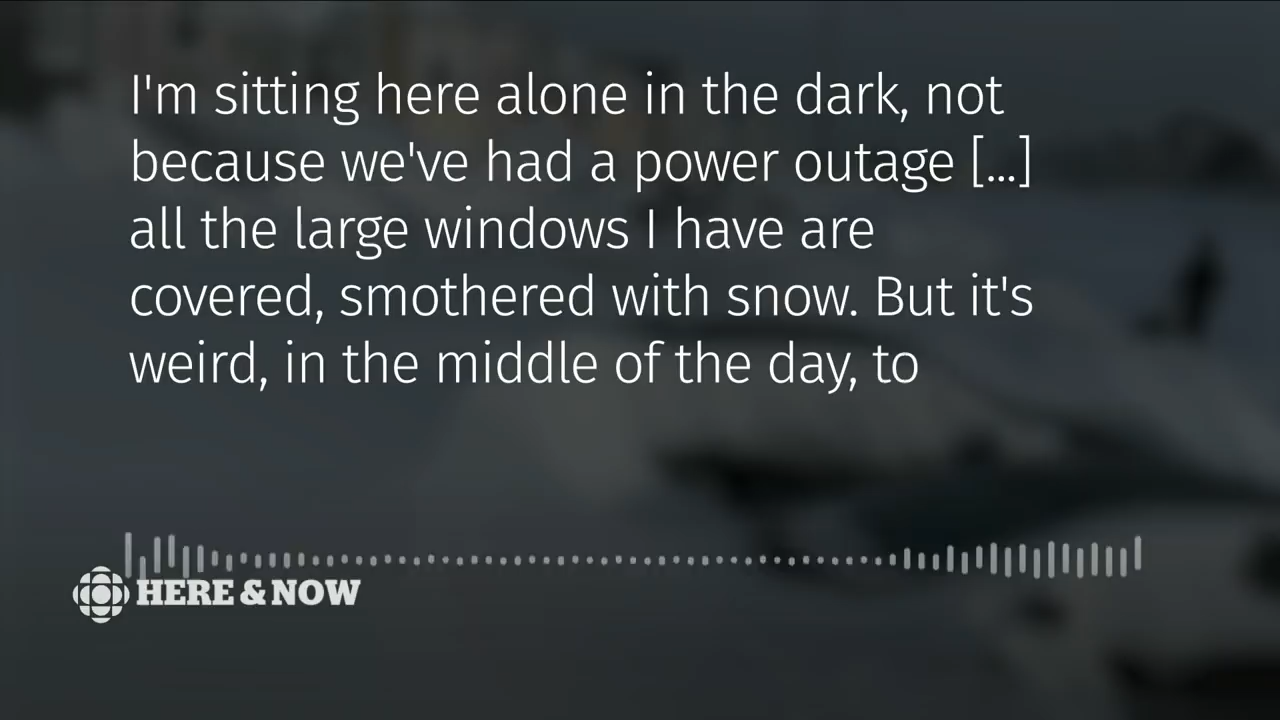 I'm sitting here alone in the dark, not
because we've had a power outage [...]
all the large windows I have are
covered, smothered with snow. But it's
weird, in the middle of the day, to
HERE & NOW